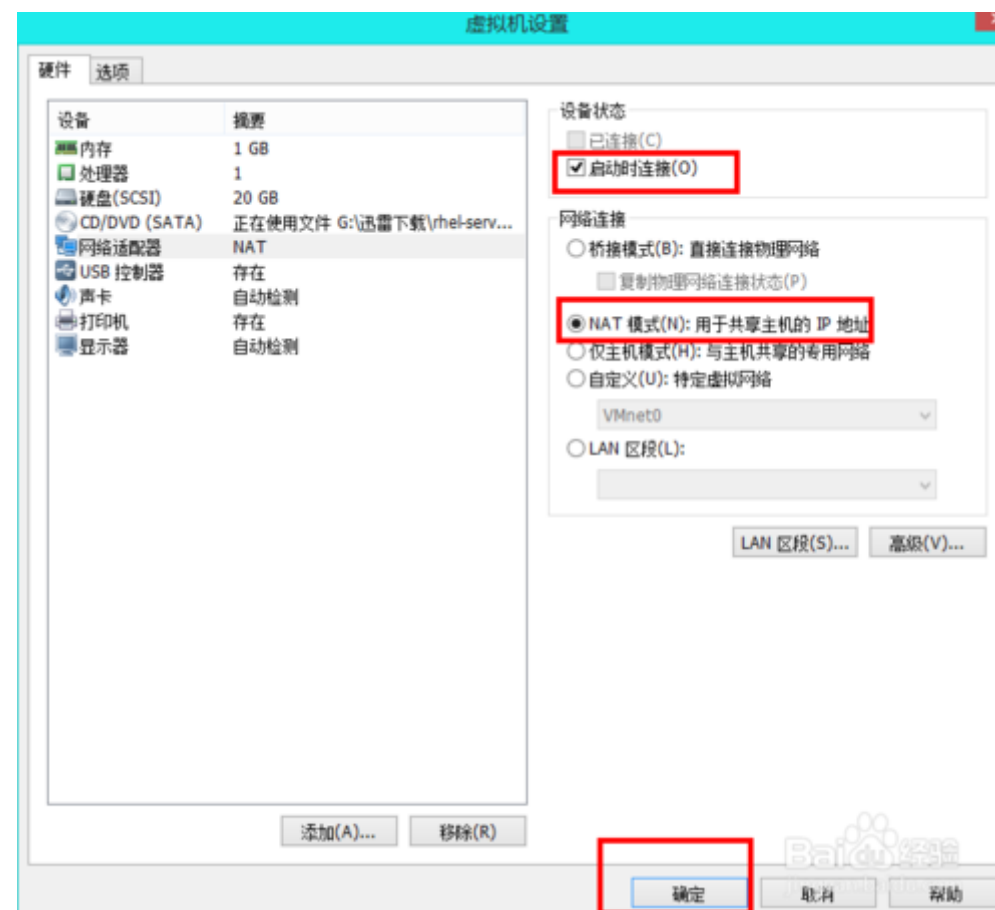 虚拟机设置
硬件 选项
设备 摘要
内存 1 GB
处理器 1
硬盘(SCSI) 20 GB
CD/DVD (SATA) 正在使用文件 G:\迅雷下载\rhel-serv...
网络适配器 NAT
USB 控制器 存在
声卡 自动检测
打印机 存在
显示器 自动检测
添加(A)... 移除(R)
设备状态
已连接(C)
启动时连接(O)
网络连接
桥接模式(B): 直接连接物理网络
复制物理网络连接状态(P)
NAT 模式(N): 用于共享主机的 IP 地址
仅主机模式(H): 与主机共享的专用网络
自定义(U): 特定虚拟网络
VMnet0
LAN 区段(L):
LAN 区段(S)... 高级(V)...
Baidu 经验
确定 取消 帮助